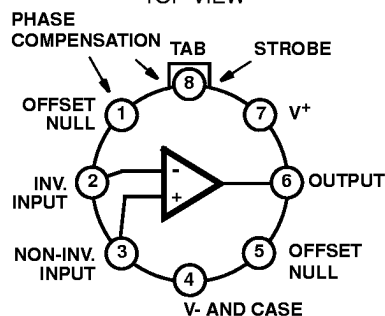 TOP VIEW
PHASE
COMPENSATION
TAB
STROBE
8
OFFSET
NULL
1
7
V+
INV.
INPUT
2
-
+
6
OUTPUT
NON-INV.
INPUT
3
5
OFFSET
NULL
4
V- AND CASE